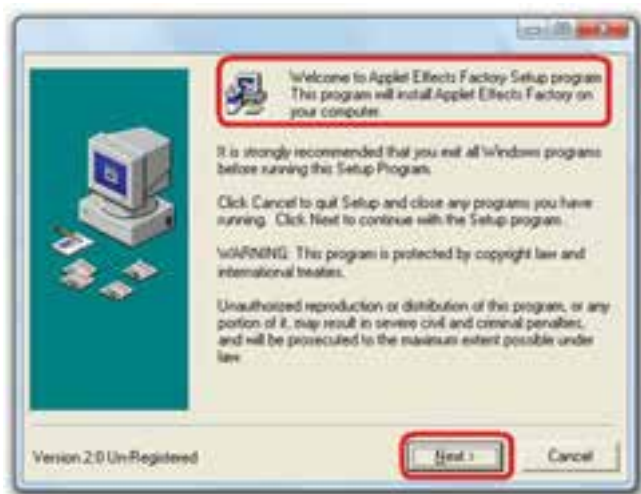 Welcome to Applet Effects Factory Setup program
This program will install Applet Effects Factory on
your computer.
It is strongly recommended that you exit all Windows programs
before running this Setup Program.
Click Cancel to quit Setup and close any programs you have
running. Click Next to continue with the Setup program.
WARNING: This program is protected by copyright law and
international treaties.
Unauthorized reproduction or distribution of this program, or any
portion of it, may result in severe civil and criminal penalties,
and will be prosecuted to the maximum extent possible under
law.
Version 2.0 Un-Registered
Next >
Cancel